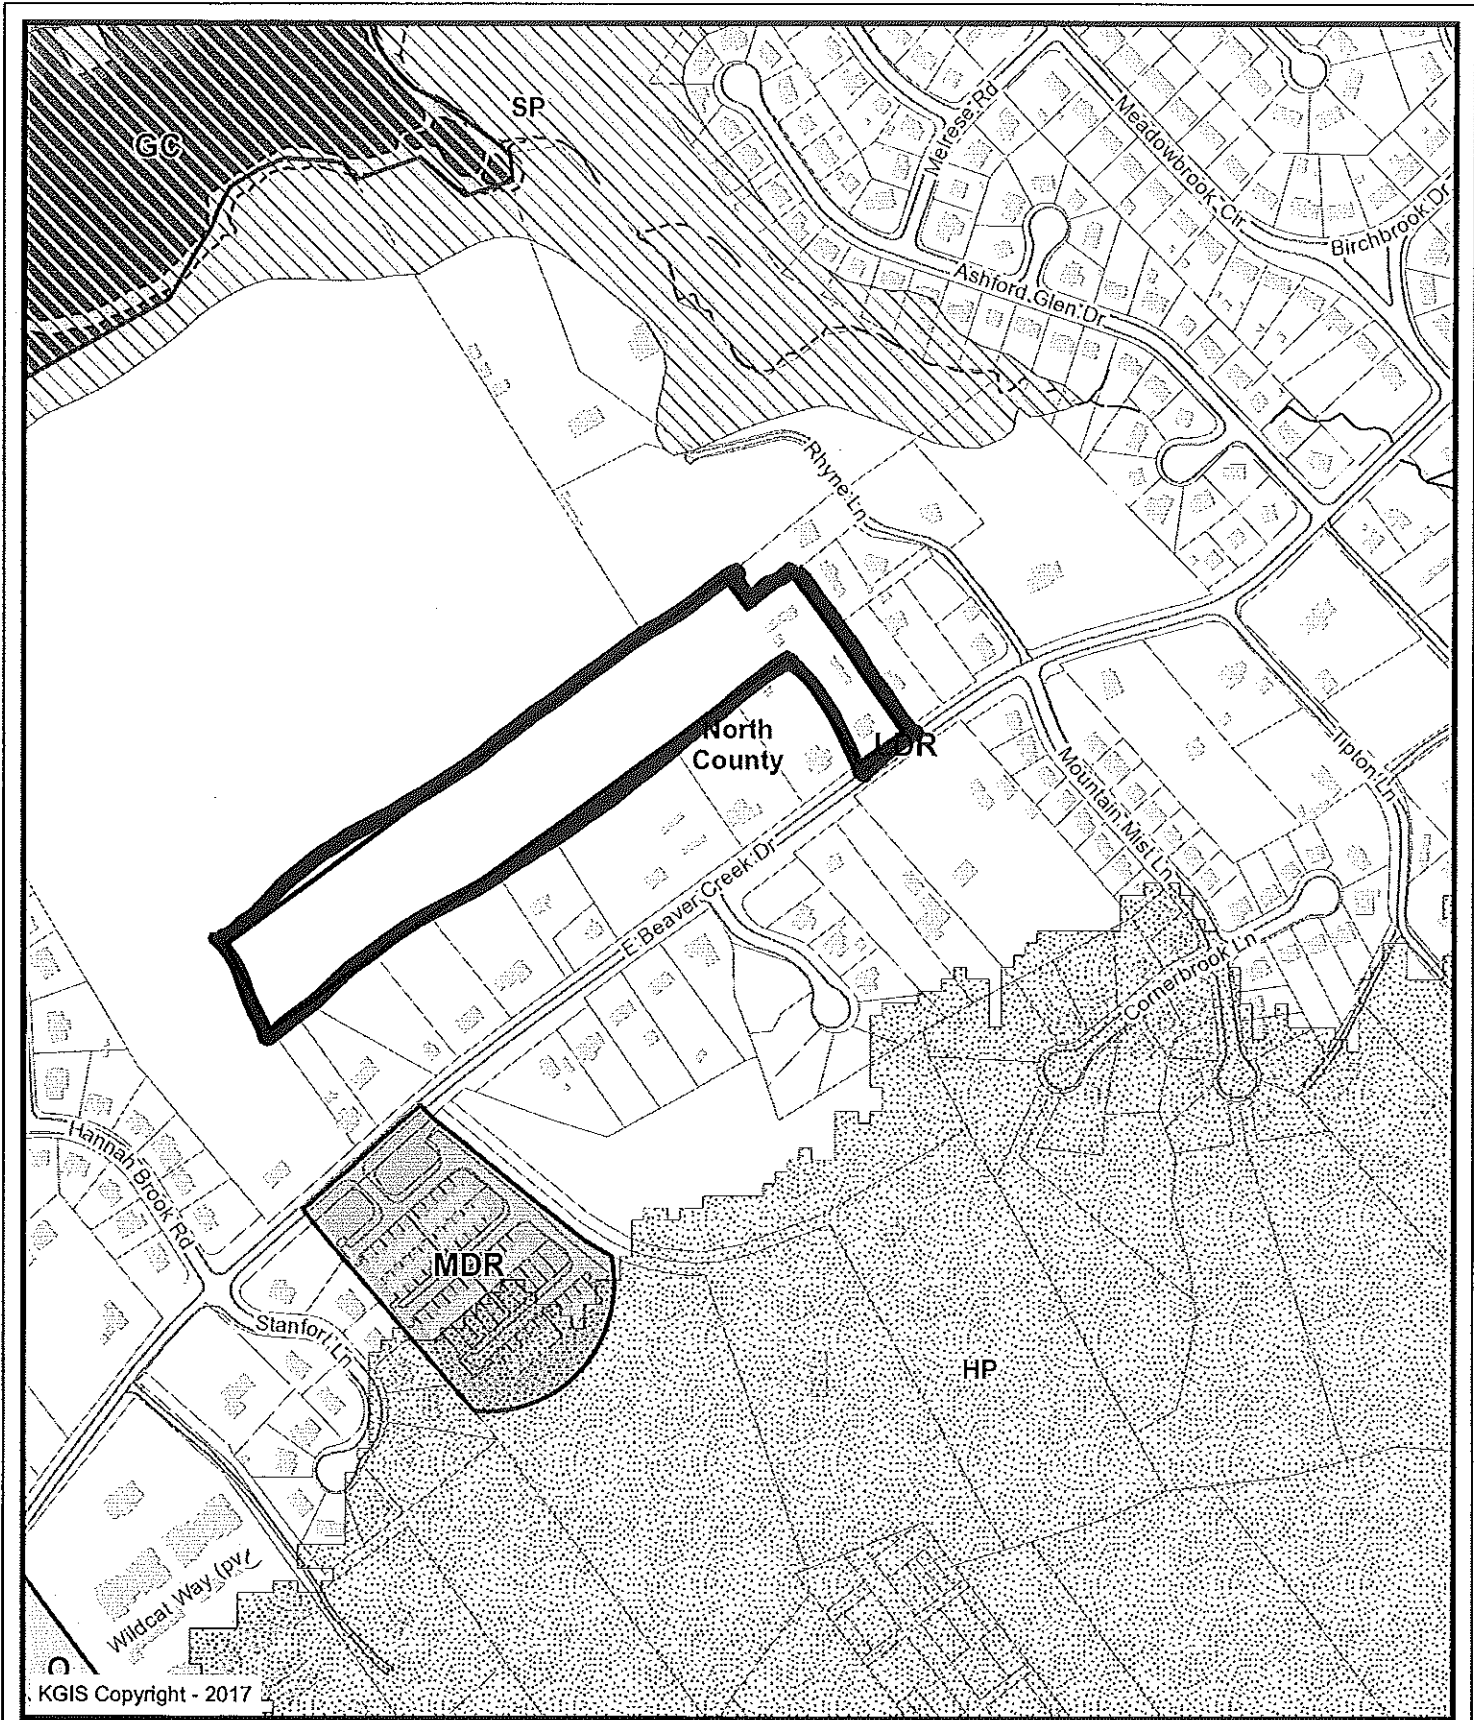 GC
SP
Melrese Rd
Meadowbrook Cir
Birchbrook Dr
Ashford Glen Dr
Rhyne Ln
North
County
LDR
Mountain Mist Ln
Tipton Ln
E Beaver Creek Dr
Cornerbrook Ln
Hannah Brook Rd
MDR
Stanfort Ln
HP
Wildcat Way (pvt
O
KGIS Copyright - 2017